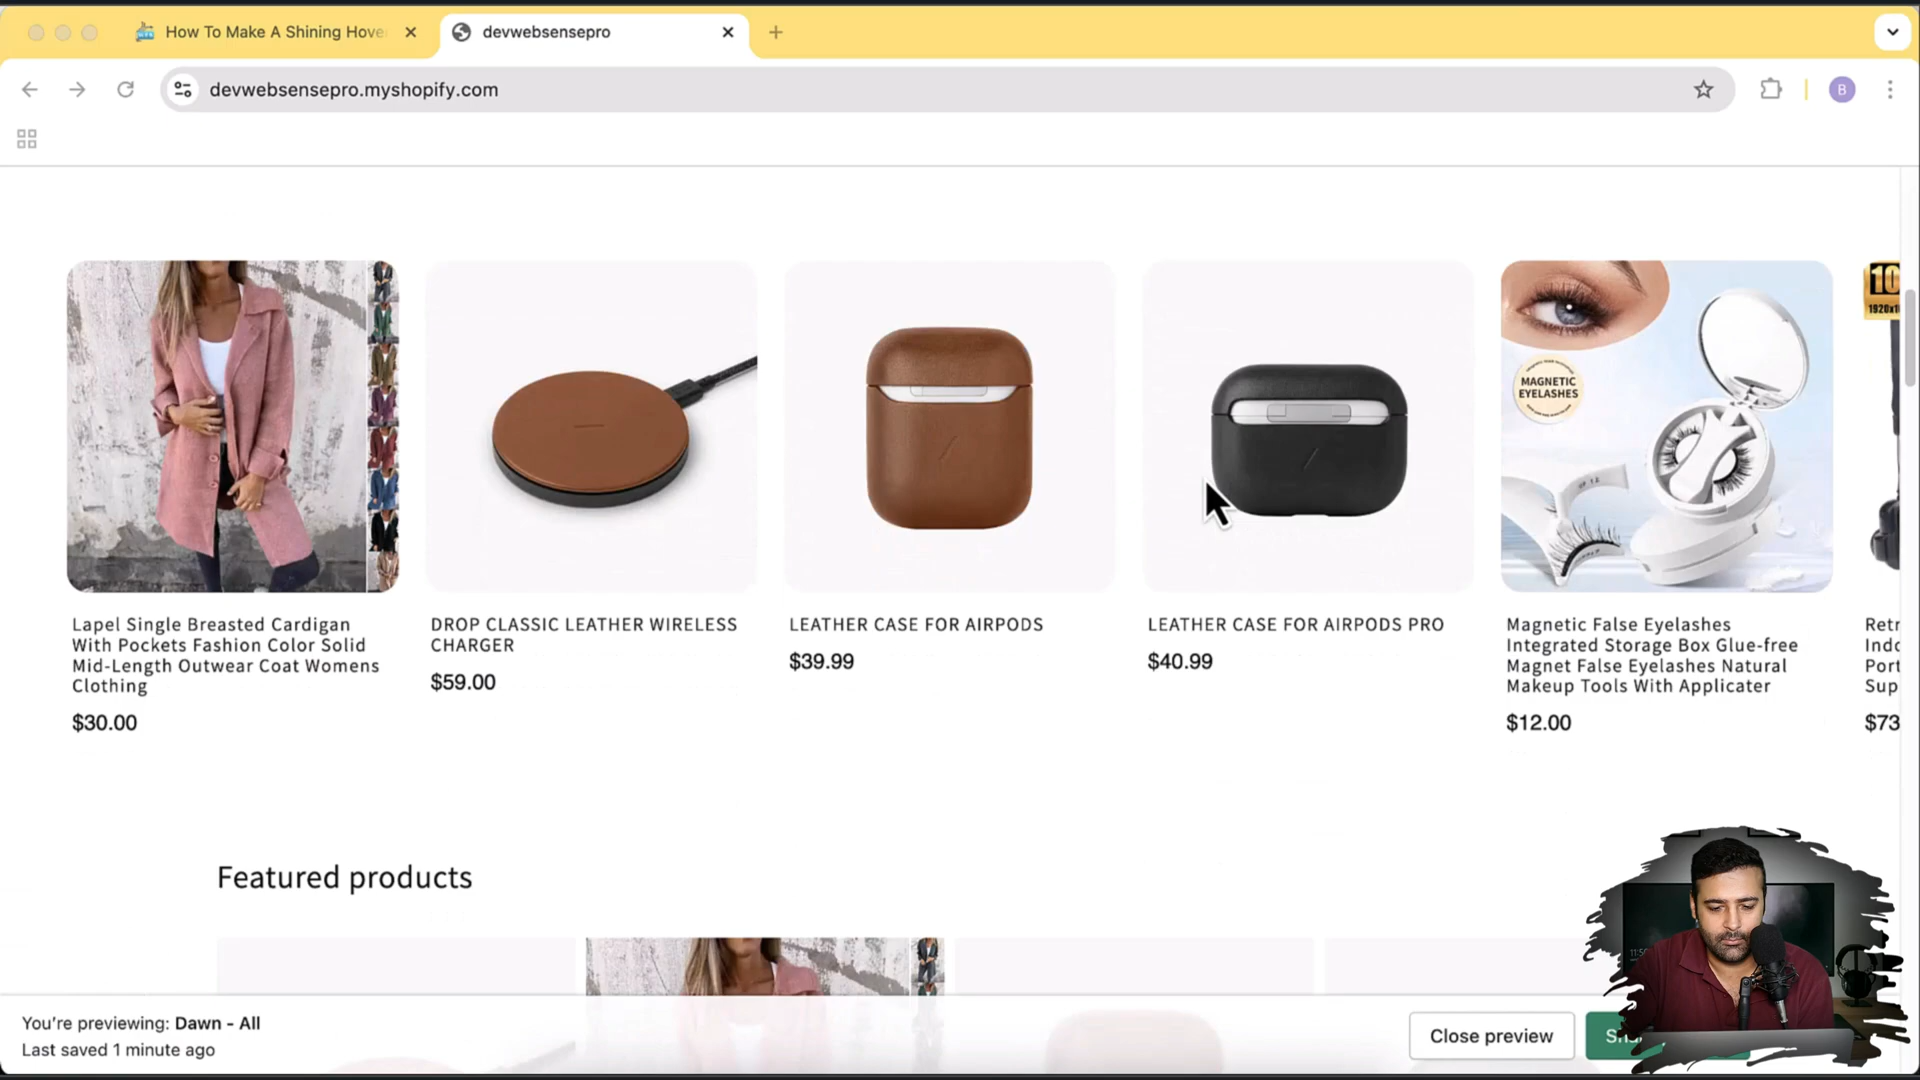 How To Make A Shining Hove
devwebsensepro
devwebsensepro.myshopify.com
B
10
1920x1
MAGNETIC
EYELASHES
Lapel Single Breasted Cardigan
With Pockets Fashion Color Solid
Mid-Length Outwear Coat Womens
Clothing
$30.00
DROP CLASSIC LEATHER WIRELESS
CHARGER
$59.00
LEATHER CASE FOR AIRPODS
$39.99
LEATHER CASE FOR AIRPODS PRO
$40.99
Magnetic False Eyelashes
Integrated Storage Box Glue-free
Magnet False Eyelashes Natural
Makeup Tools With Applicater
$12.00
Retr
Indo
Port
Sup
$73
Featured products
You're previewing: Dawn - All
Last saved 1 minute ago
Close preview